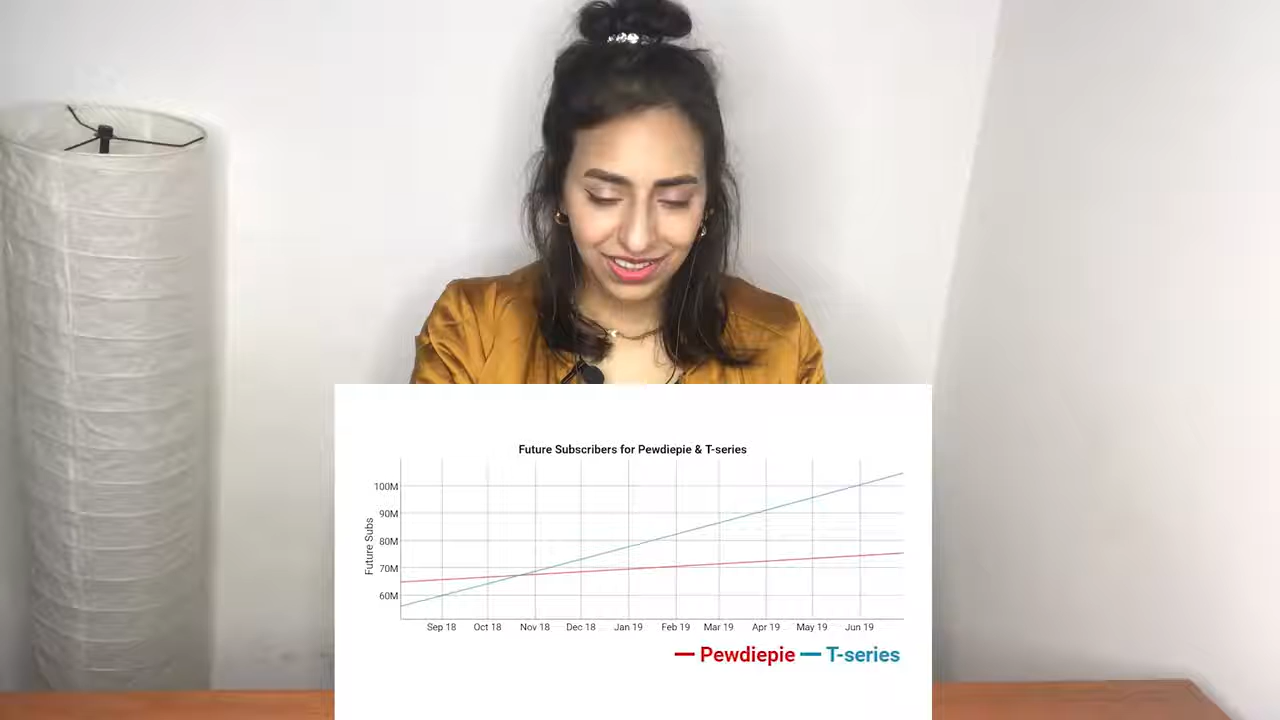 Future Subscribers for Pewdiepie & T-series
100M
90M
80M
70M
60M
Future Subs
Sep 18 Oct 18 Nov 18 Dec 18 Jan 19 Feb 19 Mar 19 Apr 19 May 19 Jun 19
Pewdiepie T-series